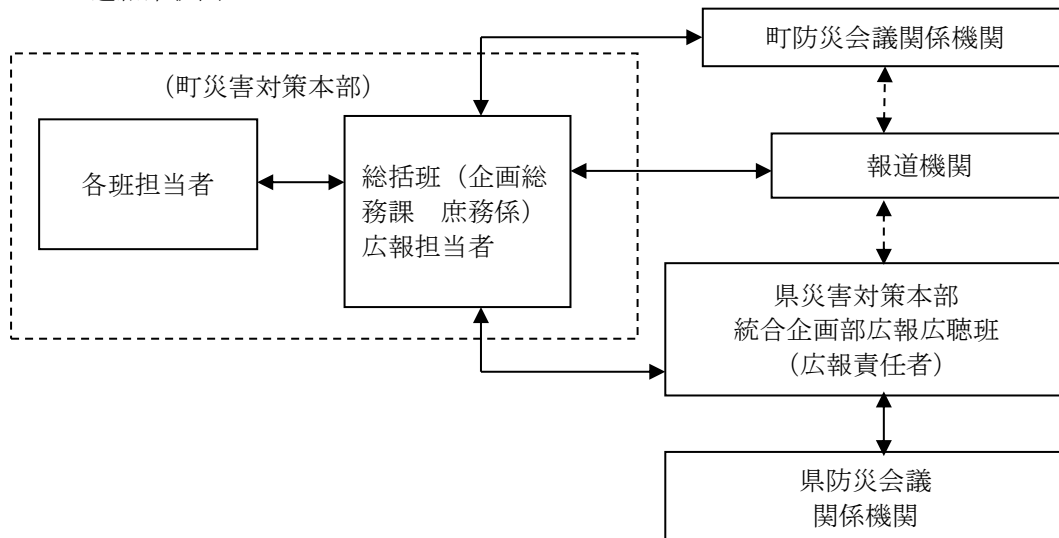 町防災会議関係機関
(町災害対策本部)
各班担当者
総括班(企画総
務課　庶務係)
広報担当者
報道機関
県災害対策本部
統合企画部広報広聴班
(広報責任者)
県防災会議
関係機関